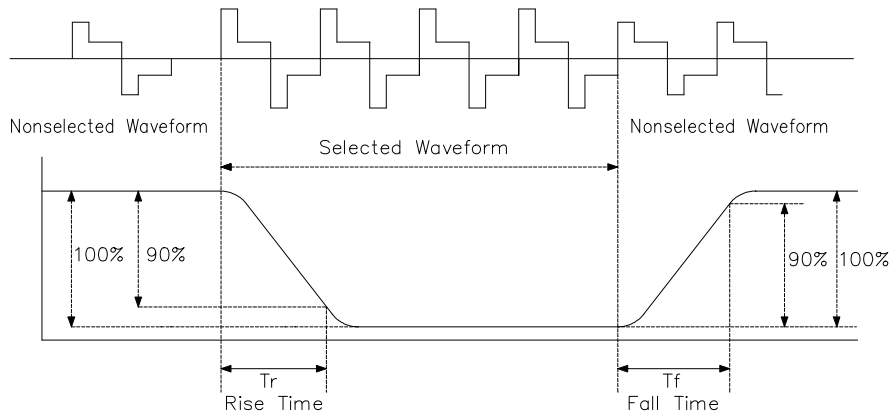 Nonselected Waveform
Selected Waveform
Nonselected Waveform
100%
90%
90%
100%
Tr
Rise Time
Tf
Fall Time